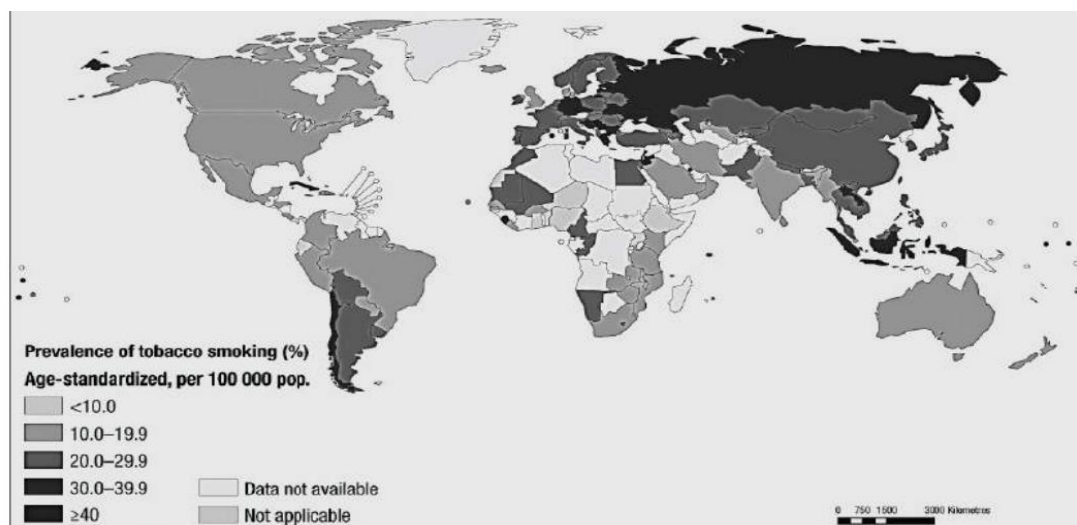 Prevalence of tobacco smoking (%)
Age-standardized, per 100 000 pop.
<10.0
10.0–19.9
20.0–29.9
30.0–39.9
≥40
Data not available
Not applicable
0 750 1500 3000 Kilometres